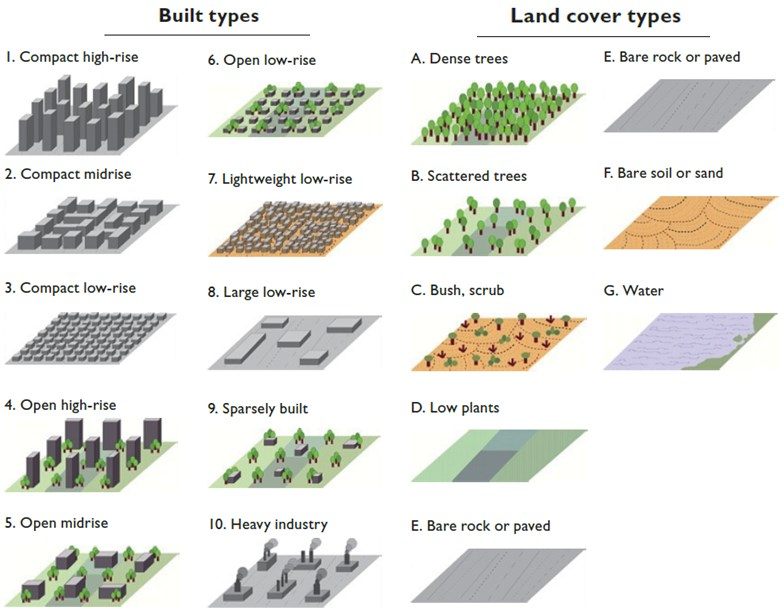 Built types
Land cover types
1. Compact high-rise
2. Compact midrise
3. Compact low-rise
4. Open high-rise
5. Open midrise
6. Open low-rise
7. Lightweight low-rise
8. Large low-rise
9. Sparsely built
10. Heavy industry
A. Dense trees
B. Scattered trees
C. Bush, scrub
D. Low plants
E. Bare rock or paved
E. Bare rock or paved
F. Bare soil or sand
G. Water